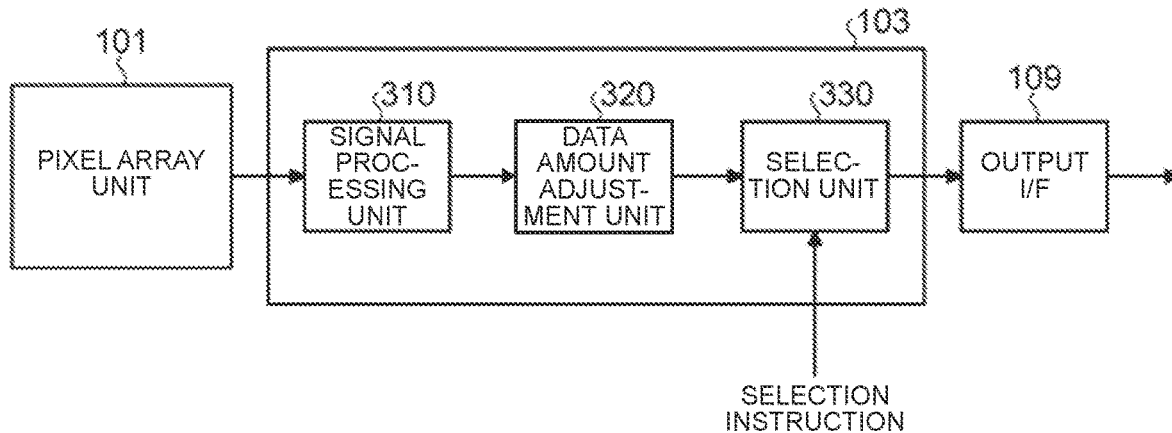 101
103
310
320
330
109
PIXEL ARRAY
UNIT
SIGNAL
PROC-
ESSING
UNIT
DATA
AMOUNT
ADJUST-
MENT UNIT
SELEC-
TION UNIT
OUTPUT
I/F
SELECTION
INSTRUCTION